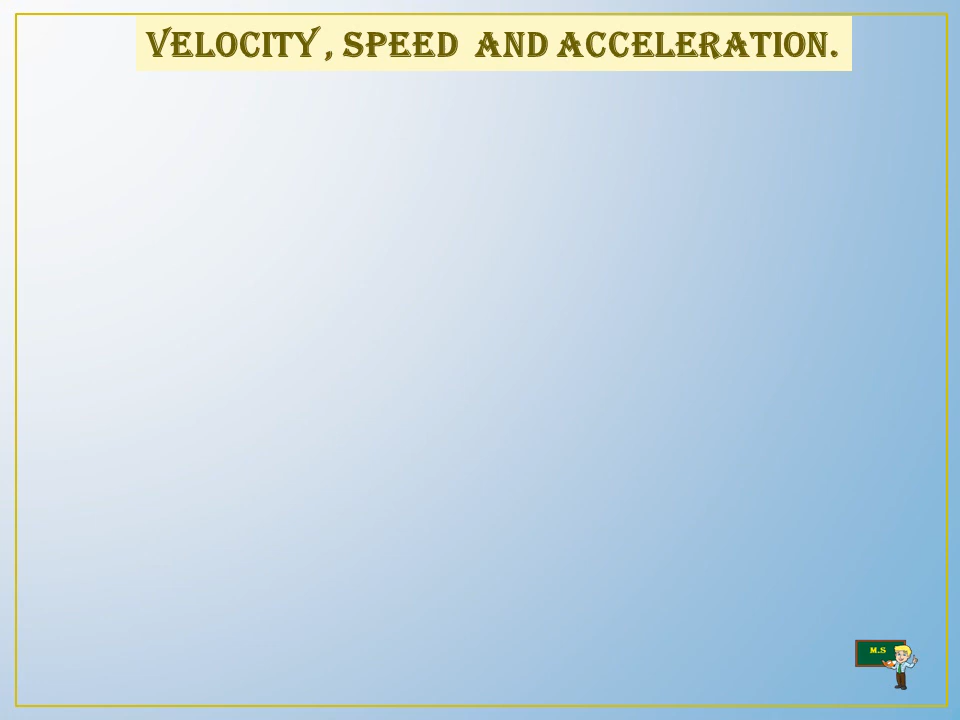 VELOCITY , SPEED AND ACCELERATION.
M.S